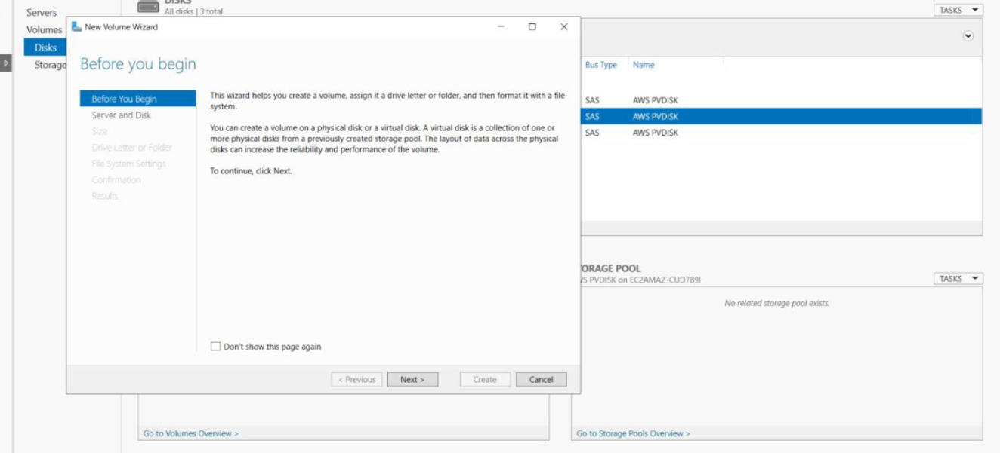 Servers
Volumes
Disks
Storage
DISKS
All disks | 3 total
TASKS
New Volume Wizard
Before you begin
Before You Begin
Server and Disk
Size
Drive Letter or Folder
File System Settings
Confirmation
Results
This wizard helps you create a volume, assign it a drive letter or folder, and then format it with a file
system.
You can create a volume on a physical disk or a virtual disk. A virtual disk is a collection of one or
more physical disks from a previously created storage pool. The layout of data across the physical
disks can increase the reliability and performance of the volume.
To continue, click Next.
Don't show this page again
< Previous
Next >
Create
Cancel
Bus Type Name
SAS AWS PVDISK
SAS AWS PVDISK
SAS AWS PVDISK
TORAGE POOL
VS PVDISK on EC2AMAZ-CUD7B9I
TASKS
No related storage pool exists.
Go to Volumes Overview >
Go to Storage Pools Overview >